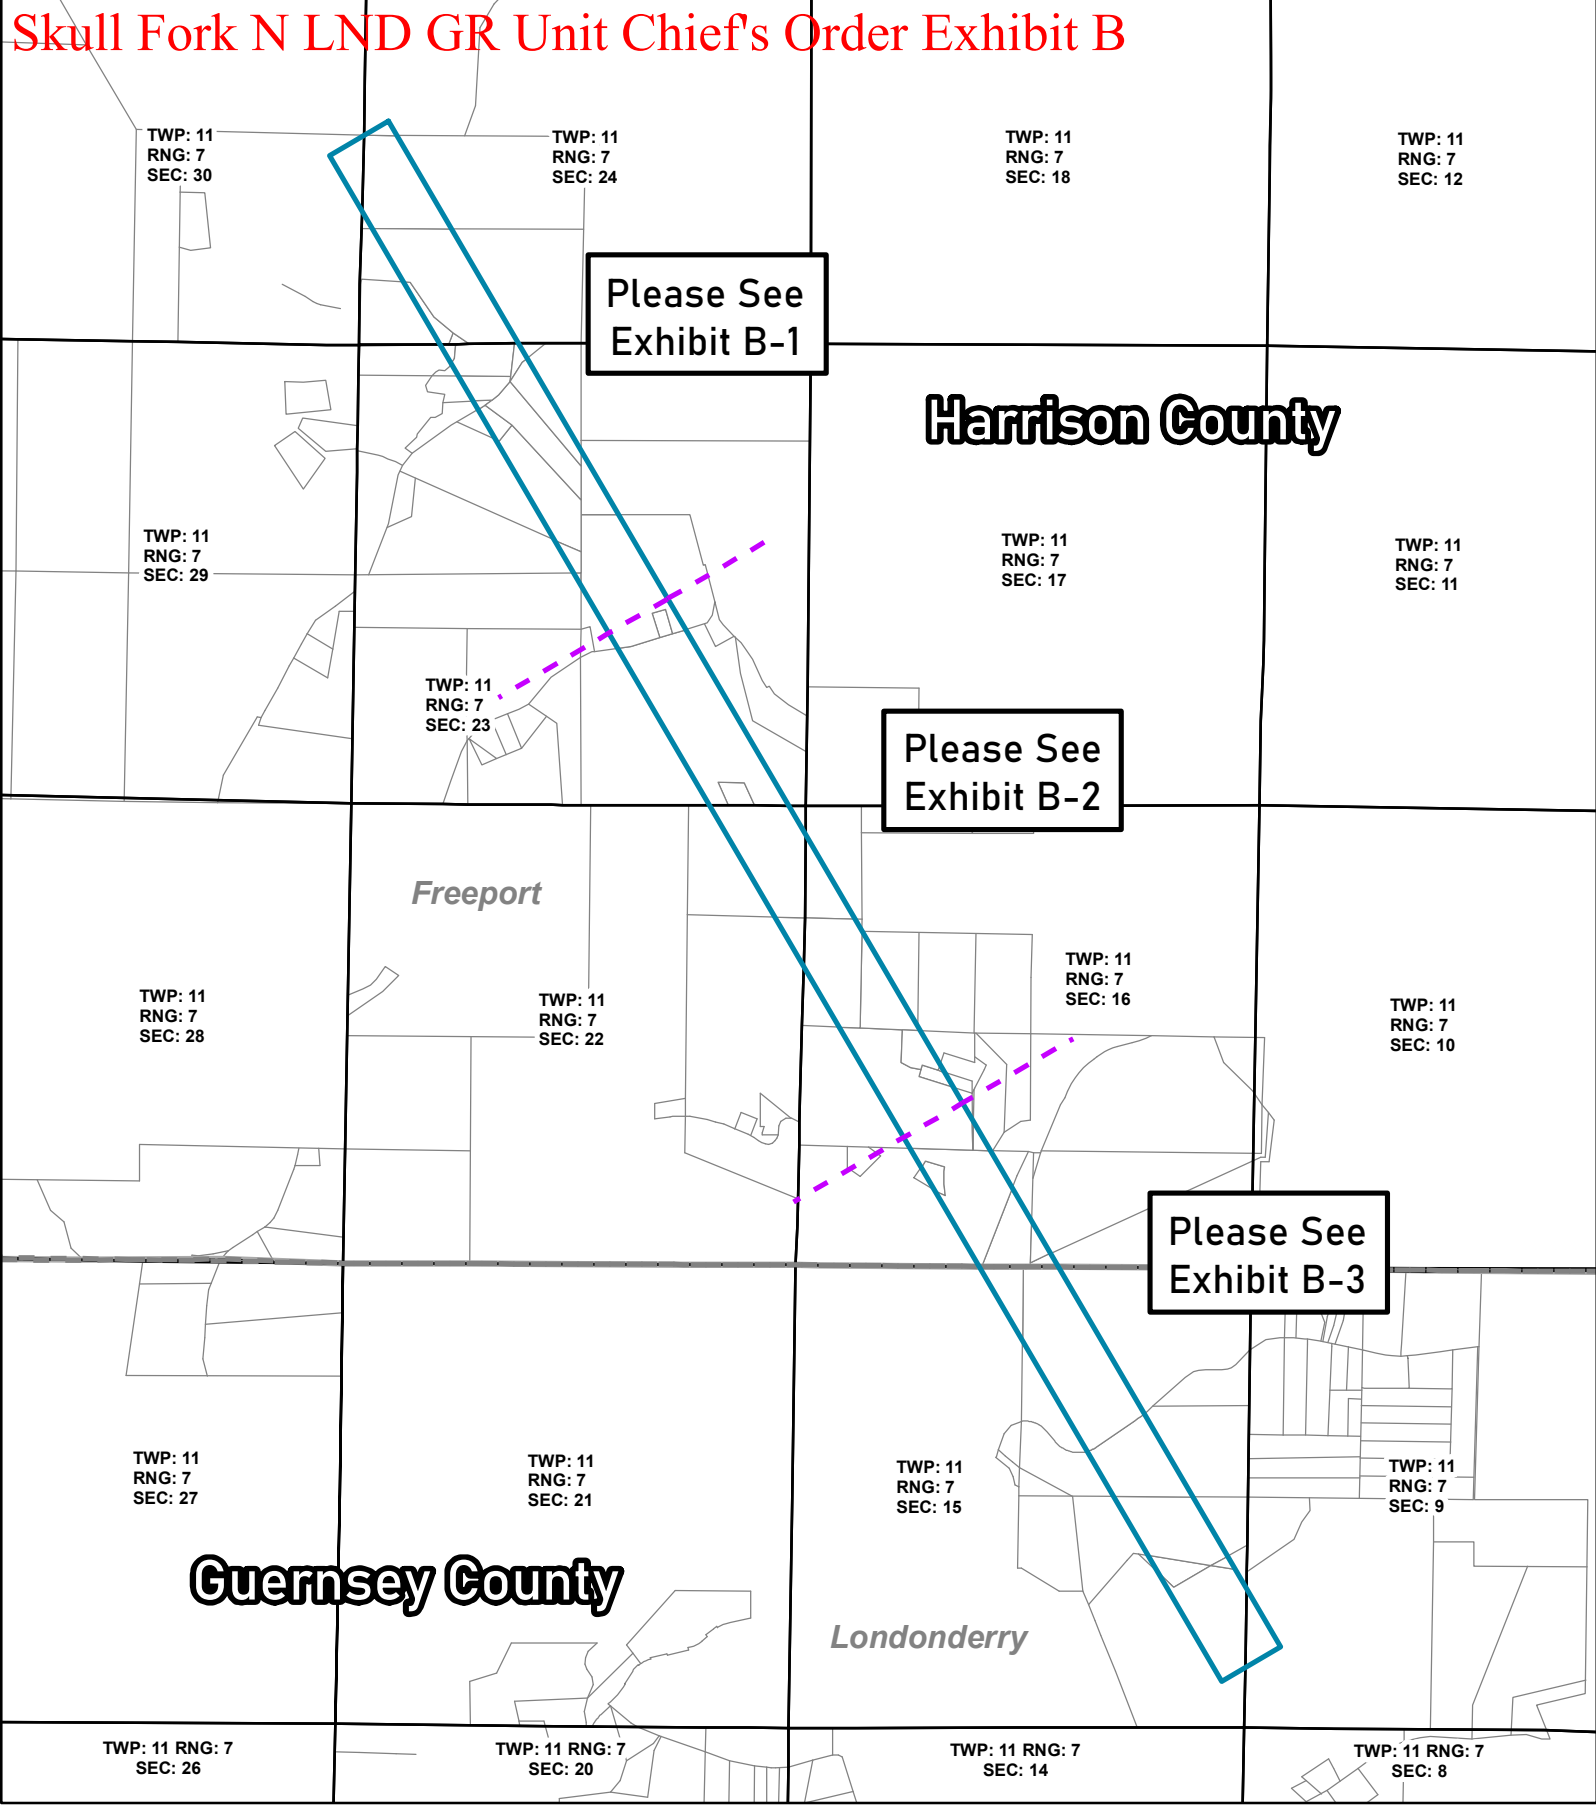 Skull Fork N LND GR Unit Chief's Order Exhibit B
TWP: 11
RNG: 7
SEC: 30
TWP: 11
RNG: 7
SEC: 24
TWP: 11
RNG: 7
SEC: 18
TWP: 11
RNG: 7
SEC: 12
Please See
Exhibit B-1
Harrison County
TWP: 11
RNG: 7
SEC: 29
TWP: 11
RNG: 7
SEC: 23
TWP: 11
RNG: 7
SEC: 17
TWP: 11
RNG: 7
SEC: 11
Please See
Exhibit B-2
Freeport
TWP: 11
RNG: 7
SEC: 28
TWP: 11
RNG: 7
SEC: 22
TWP: 11
RNG: 7
SEC: 16
TWP: 11
RNG: 7
SEC: 10
Please See
Exhibit B-3
TWP: 11
RNG: 7
SEC: 27
TWP: 11
RNG: 7
SEC: 21
TWP: 11
RNG: 7
SEC: 15
TWP: 11
RNG: 7
SEC: 9
Guernsey County
Londonderry
TWP: 11 RNG: 7
SEC: 26
TWP: 11 RNG: 7
SEC: 20
TWP: 11 RNG: 7
SEC: 14
TWP: 11 RNG: 7
SEC: 8